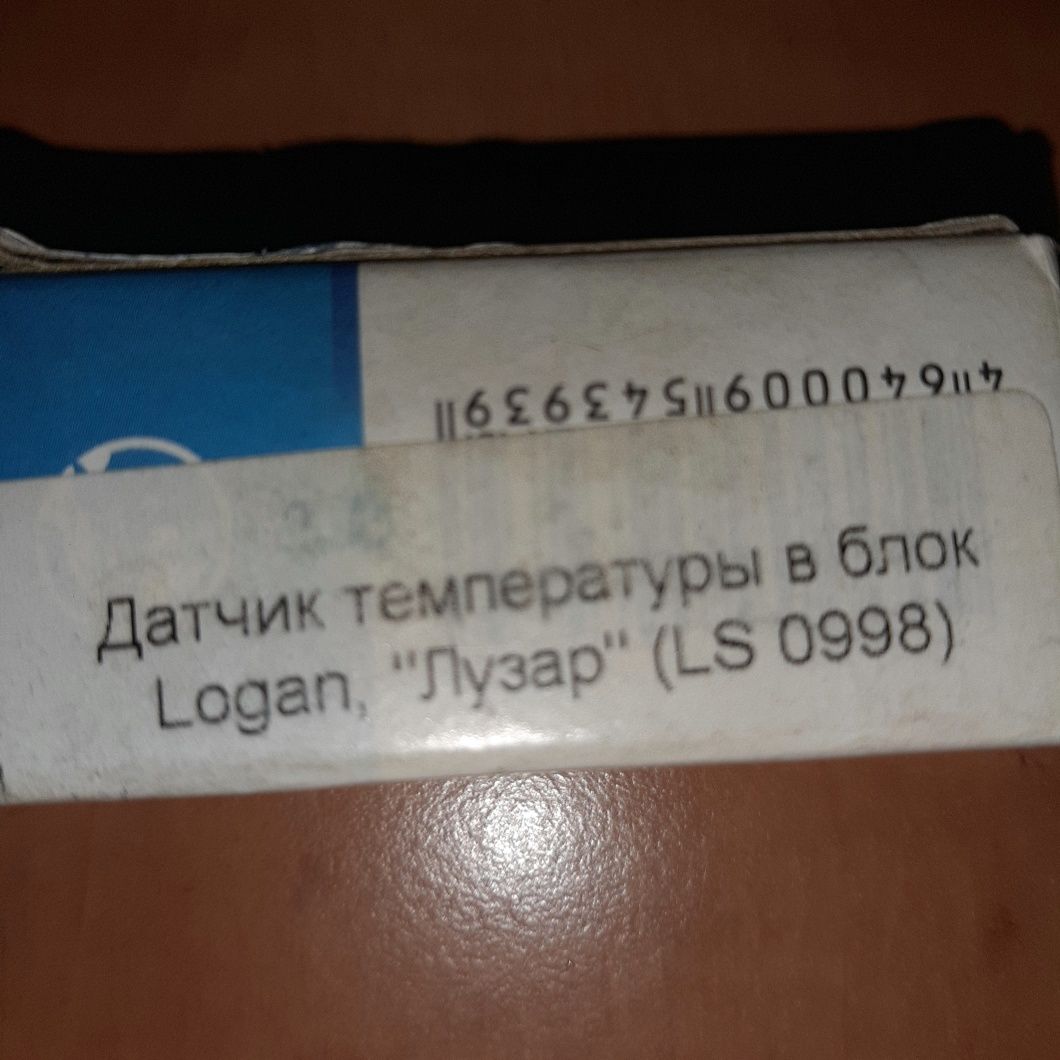 4640009543939
Датчик температуры в блок
Logan, "Лузар" (LS 0998)